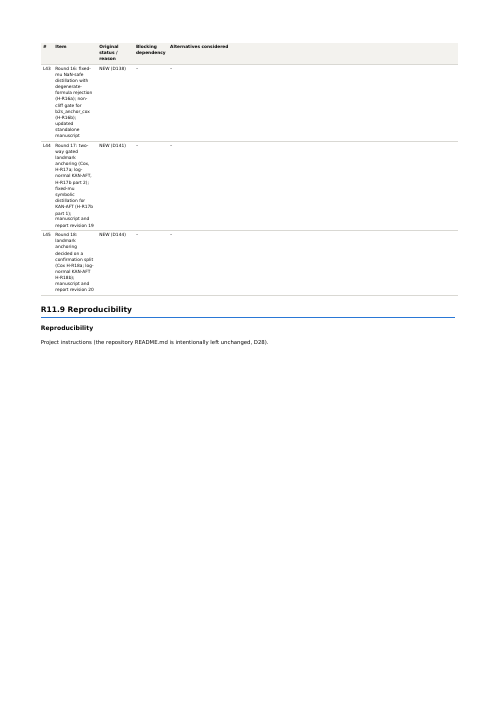 # Item Original status / reason Blocking dependency Alternatives considered
L43 Round 16: fixed- NEW (D138) – –
mu NaN-safe
distillation with
degenerate-
formula rejection
(H-R16a); non-
cliff gate for
b2s_anchor_cox
(H-R16b);
updated
standalone
manuscript
L44 Round 17: two- NEW (D141) – –
way gated
landmark
anchoring (Cox,
H-R17a; log-
normal KAN-AFT,
H-R17b part 2);
fixed-mu
symbolic
distillation for
KAN-AFT (H-R17b
part 1);
manuscript and
report revision 19
L45 Round 18: NEW (D144) – –
landmark
anchoring
decided on a
confirmation split
(Cox H-R18a; log-
normal KAN-AFT
H-R18b);
manuscript and
report revision 20
R11.9 Reproducibility
Reproducibility
Project instructions (the repository README.md is intentionally left unchanged, D28).